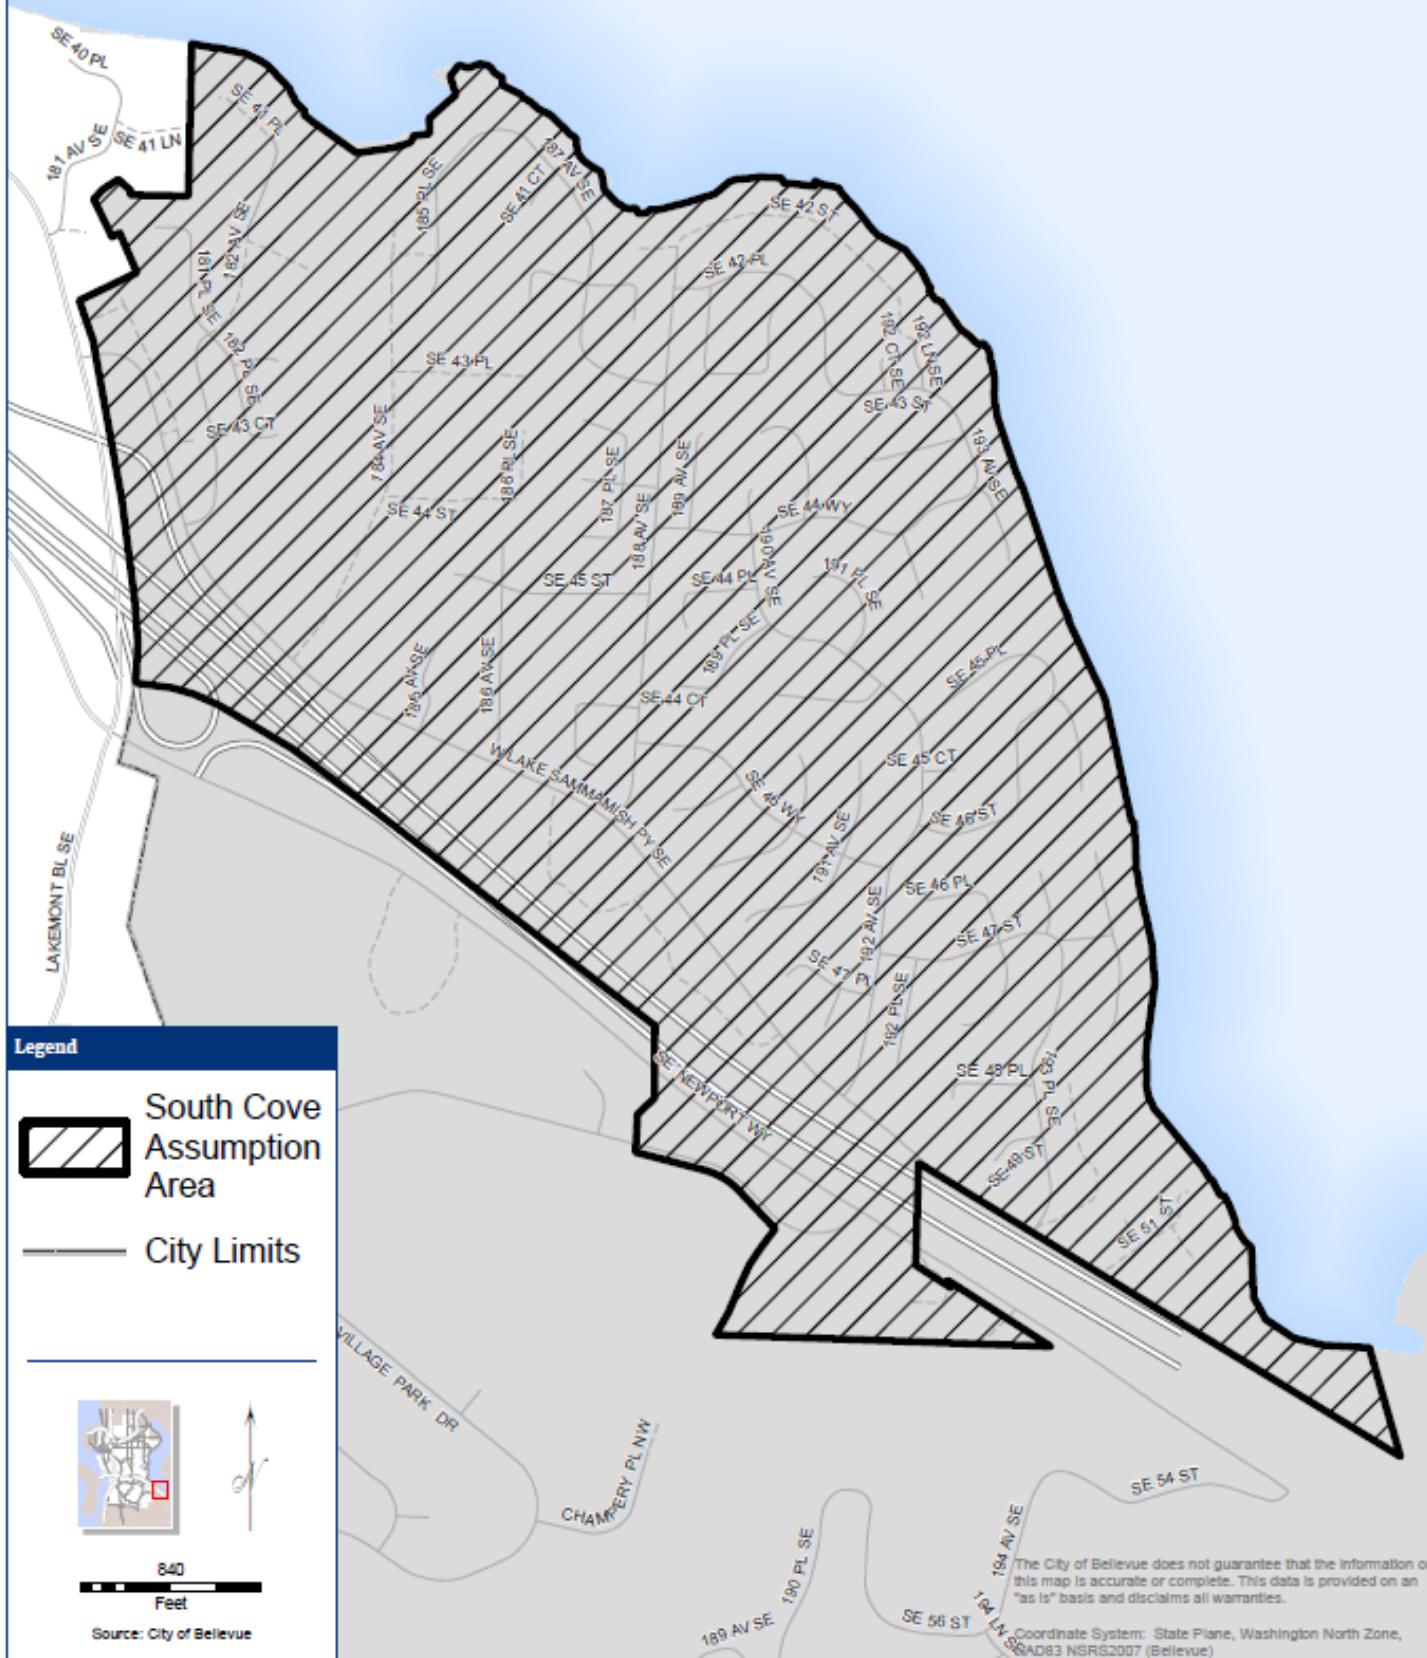 SE 40 PL
SE 41 PL
181 AV SE
SE 41 LN
187 AV SE
185 PL SE
SE 41 CT
SE 42 ST
182 AV SE
181 PL SE
SE 42 PL
192 CT SE
192 LN SE
182 PL SE
SE 43 PL
SE 43 ST
SE 43 CT
184 AV SE
186 PL SE
187 PL SE
189 AV SE
193 AV SE
SE 44 ST
188 AV SE
SE 44 WY
190 AV SE
SE 45 ST
SE 44 PL
191 PL SE
189 PL SE
185 AV SE
186 AV SE
SE 44 CT
SE 45 PL
W LAKE SAMMAMISH PY SE
SE 45 CT
SE 46 WY
SE 46 ST
191 AV SE
LAKEMONT BL SE
SE 46 PL
192 AV SE
SE 47 ST
SE 47 PL
192 PL SE
SE NEWPORT WY
SE 48 PL
193 PL SE
SE 49 ST
SE 51 ST
Legend
South Cove
Assumption
Area
City Limits
840
Feet
Source: City of Bellevue
VILLAGE PARK DR
CHAMPERY PL NW
SE 54 ST
194 AV SE
190 PL SE
189 AV SE
SE 56 ST
194 LN SE
The City of Bellevue does not guarantee that the information o
this map is accurate or complete. This data is provided on an
"as is" basis and disclaims all warranties.
Coordinate System: State Plane, Washington North Zone,
NAD83 NSRS2007 (Bellevue)